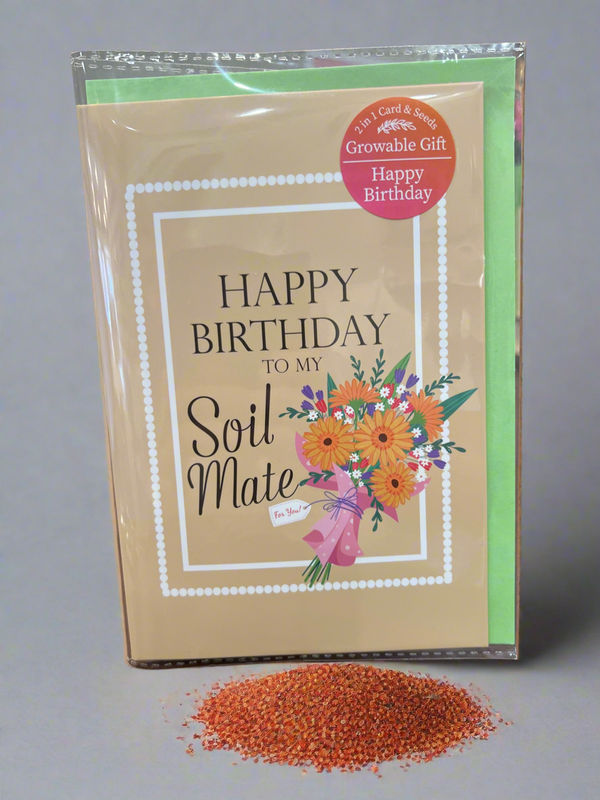 2 in 1 Card & Seeds
Growable Gift
Happy
Birthday
HAPPY
BIRTHDAY
TO MY
Soil
Mate
For You!